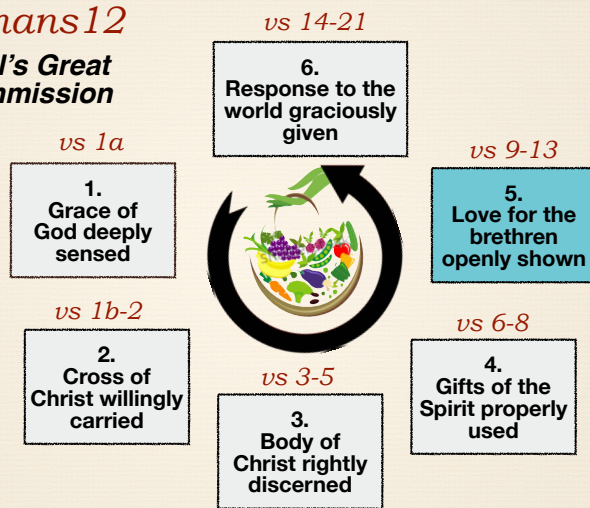 mans12
l's Great
mmission
vs 1a
1.
Grace of
God deeply
sensed
vs 1b-2
2.
Cross of
Christ willingly
carried
vs 3-5
3.
Body of
Christ rightly
discerned
vs 6-8
4.
Gifts of the
Spirit properly
used
vs 9-13
5.
Love for the
brethren
openly shown
vs 14-21
6.
Response to the
world graciously
given